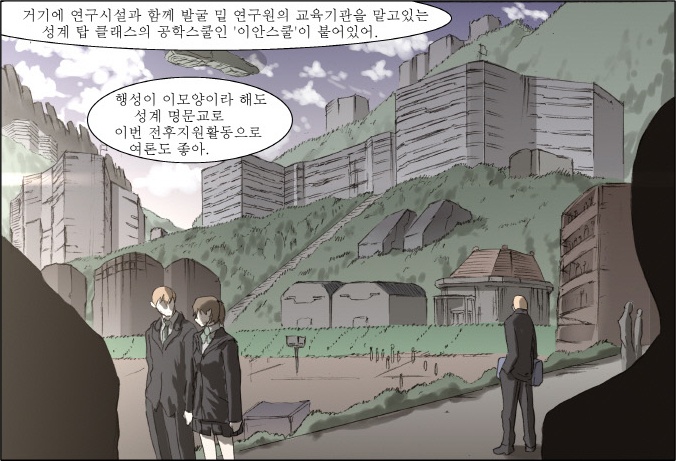 거기에 연구시설과 함께 발굴 밀 연구원의 교육기관을 맡고있는
성계 탑 클래스의 공학스쿨인 '이안스쿨'이 붙어있어.
행성이 이모양이라 해도
성계 명문교로
이번 전후지원활동으로
여론도 좋아.